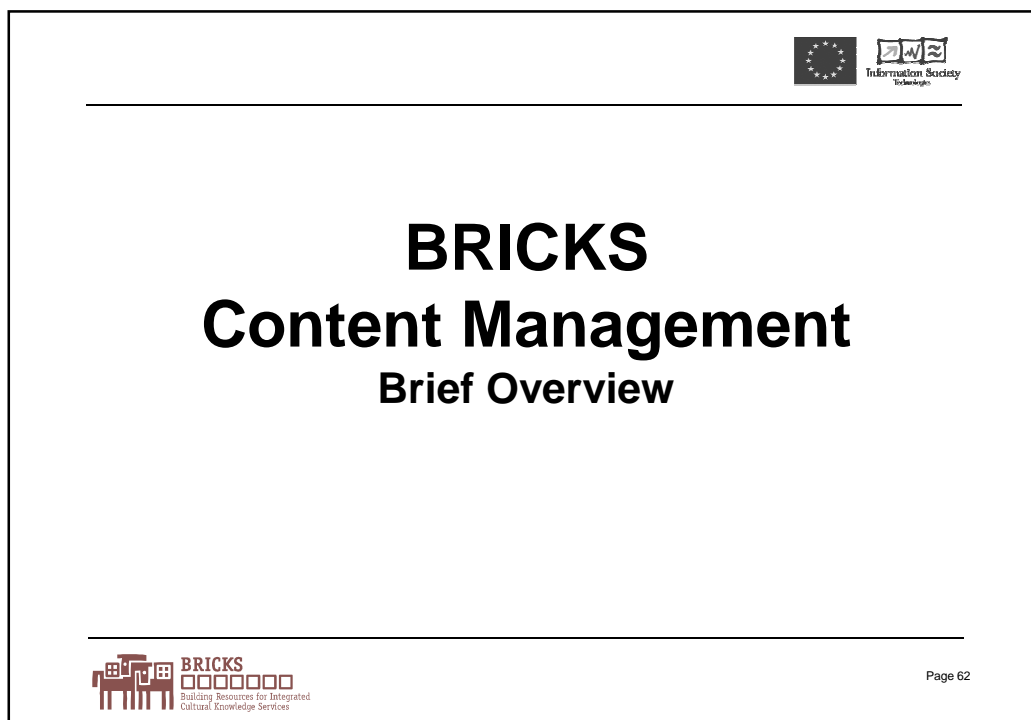 Information Society
Technologies
BRICKS
Content Management
Brief Overview
BRICKS
Building Resources for Integrated
Cultural Knowledge Services
Page 62